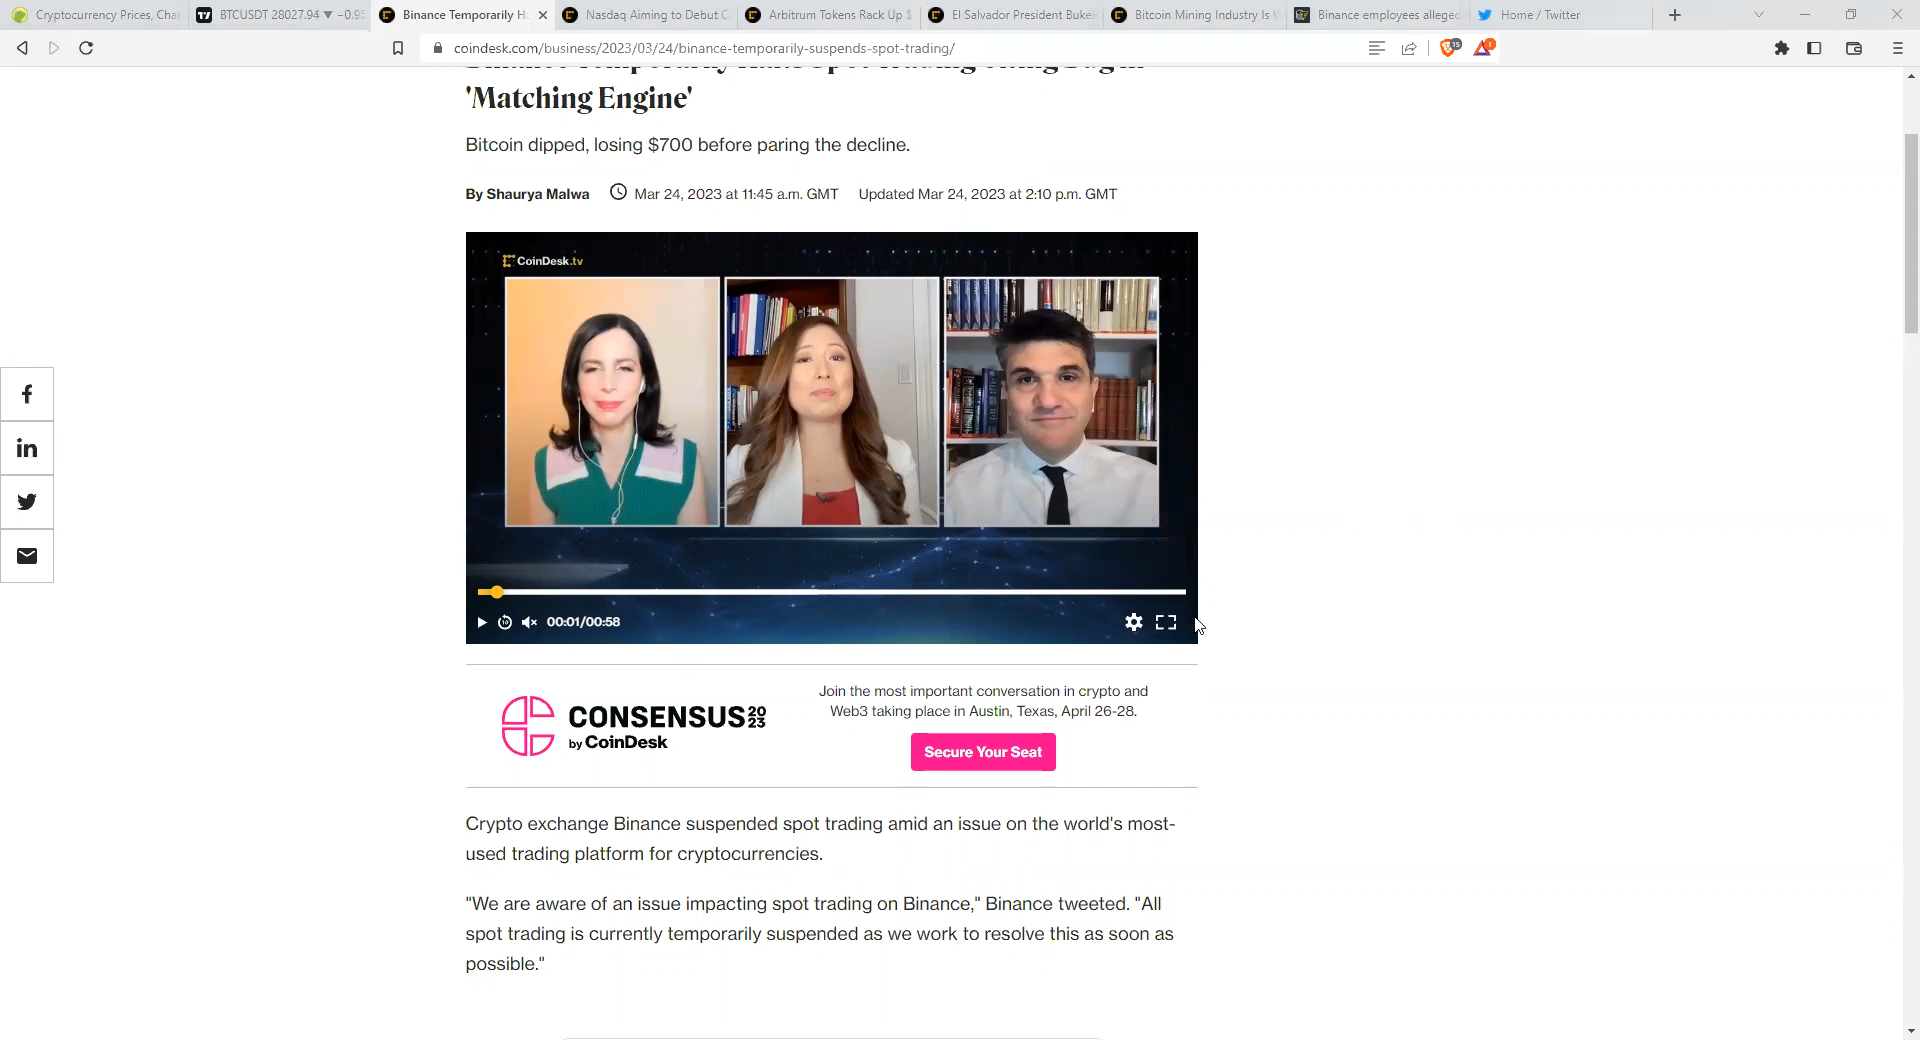 Cryptocurrency Prices, Cha
BTCUSDT 28027.94 ▼ −0.95
Binance Temporarily H
Nasdaq Aiming to Debut C
Arbitrum Tokens Rack Up $
El Salvador President Bukele
Bitcoin Mining Industry Is
Binance employees alleged
Home / Twitter
coindesk.com/business/2023/03/24/binance-temporarily-suspends-spot-trading/
15
1
'Matching Engine'
Bitcoin dipped, losing $700 before paring the decline.
By Shaurya Malwa
Mar 24, 2023 at 11:45 a.m. GMT
Updated Mar 24, 2023 at 2:10 p.m. GMT
CoinDesk.tv
00:01/00:58
CONSENSUS 2023
by CoinDesk
Join the most important conversation in crypto and
Web3 taking place in Austin, Texas, April 26-28.
Secure Your Seat
Crypto exchange Binance suspended spot trading amid an issue on the world's most-
used trading platform for cryptocurrencies.
"We are aware of an issue impacting spot trading on Binance," Binance tweeted. "All
spot trading is currently temporarily suspended as we work to resolve this as soon as
possible."